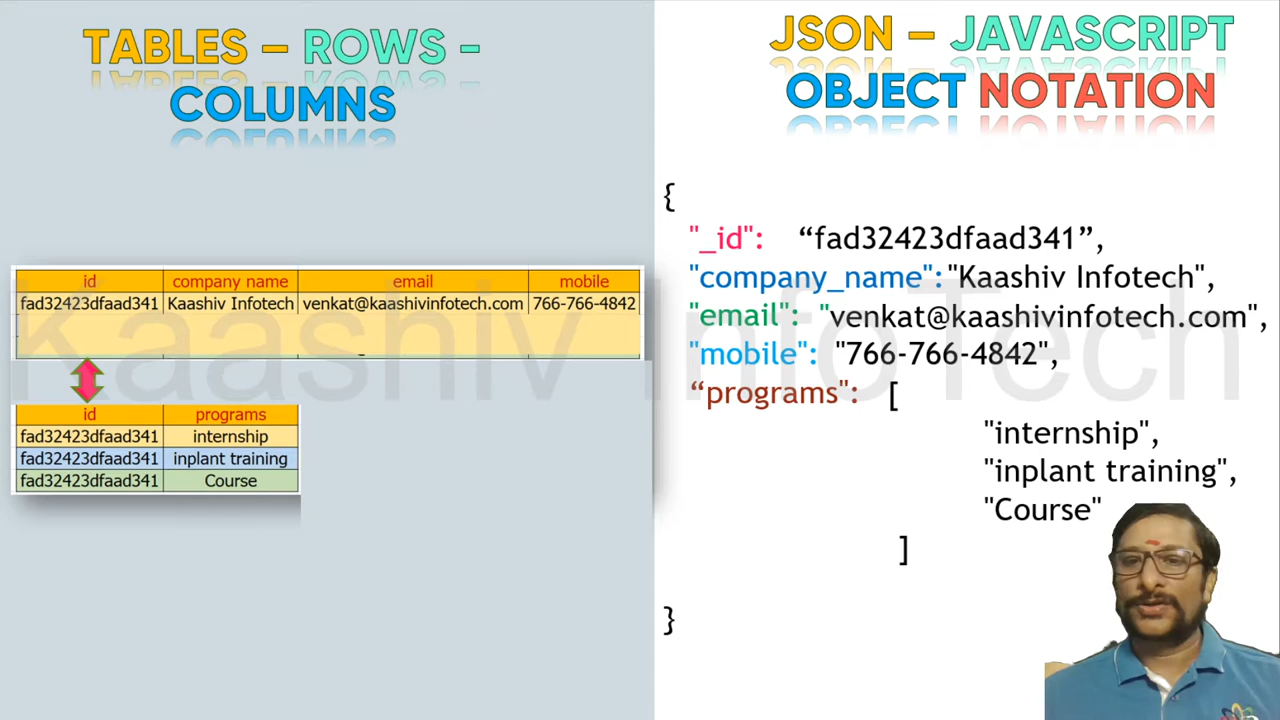 TABLES – ROWS -
COLUMNS
id company name email mobile
fad32423dfaad341 Kaashiv Infotech venkat@kaashivinfotech.com 766-766-4842
id programs
fad32423dfaad341 internship
fad32423dfaad341 inplant training
fad32423dfaad341 Course
JSON – JAVASCRIPT
OBJECT NOTATION
{
"_id": “fad32423dfaad341”,
"company_name":"Kaashiv Infotech",
"email": "venkat@kaashivinfotech.com",
"mobile": "766-766-4842",
“programs": [
"internship",
"inplant training",
"Course"
]
}
Kaashiv InfoTech